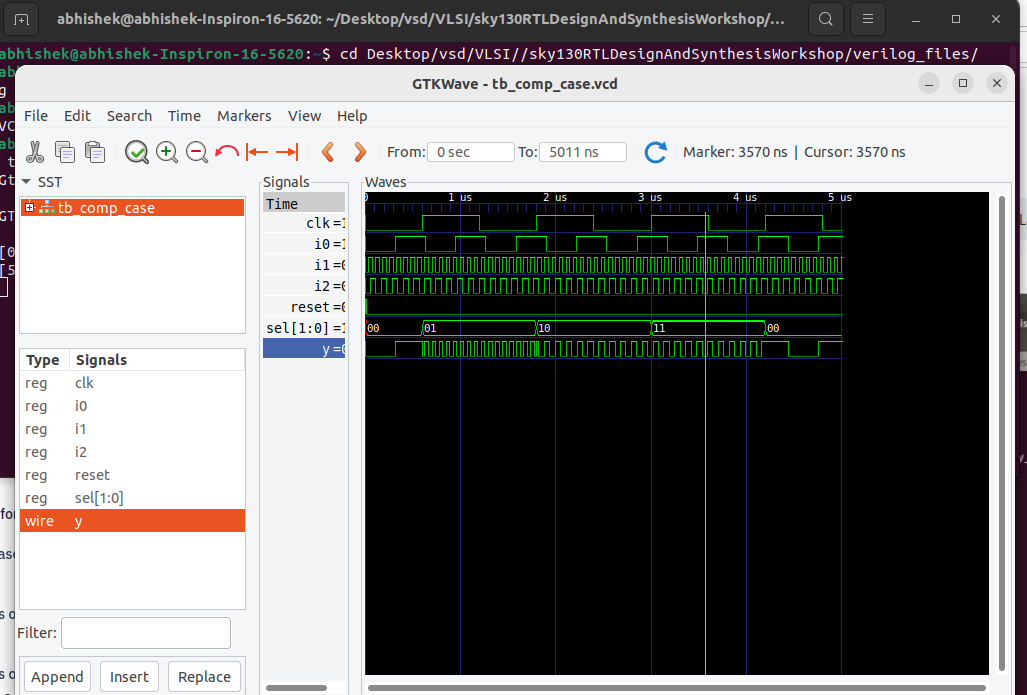 abhishek@abhishek-Inspiron-16-5620: ~/Desktop/vsd/VLSI/sky130RTLDesignAndSynthesisWorkshop/...
abhishek@abhishek-Inspiron-16-5620:~$ cd Desktop/vsd/VLSI//sky130RTLDesignAndSynthesisWorkshop/verilog_files/
GTKWave - tb_comp_case.vcd
File Edit Search Time Markers View Help
From: 0 sec To: 5011 ns Marker: 3570 ns | Cursor: 3570 ns
SST
tb_comp_case
Type Signals
reg clk
reg i0
reg i1
reg i2
reg reset
reg sel[1:0]
wire y
Filter:
Append Insert Replace
Signals
Time
clk=1
i0=1
i1=0
i2=0
reset=0
sel[1:0]=1
y=0
Waves
0 1 us 2 us 3 us 4 us 5 us
00 01 10 11 00